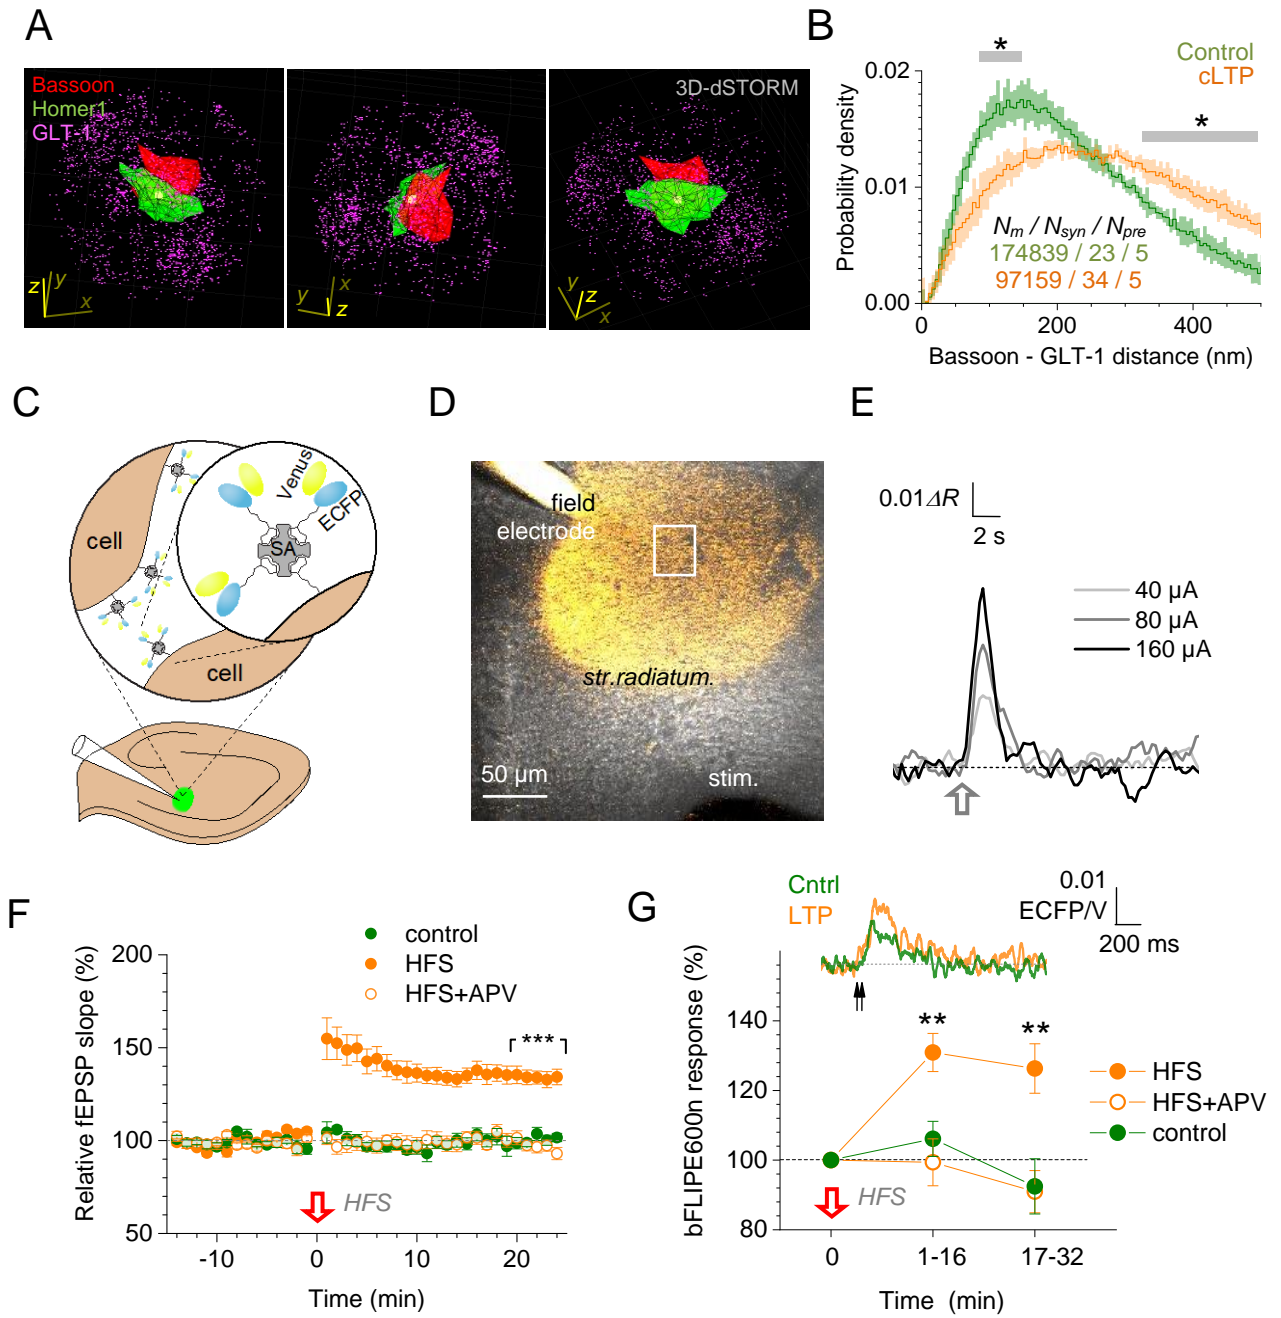 A
Bassoon
Homer1
GLT-1
3D-dSTORM
z
y
x
y
x
z
y
z
x
B
Control
cLTP
*
*
0.02
0.01
0.00
Probability density
Nm / Nsyn / Npre
174839 / 23 / 5
97159 / 34 / 5
0
200
400
Bassoon - GLT-1 distance (nm)
C
cell
Venus
ECFP
SA
cell
D
field
electrode
str.radiatum.
50 µm
stim.
E
0.01ΔR
2 s
40 µA
80 µA
160 µA
F
control
HFS
HFS+APV
Relative fEPSP slope (%)
200
150
100
50
***
HFS
-10
0
10
20
Time (min)
G
Cntrl
LTP
0.01
ECFP/V
200 ms
bFLIPE600n response (%)
140
120
100
80
**
**
HFS
HFS+APV
control
HFS
0
1-16
17-32
Time (min)